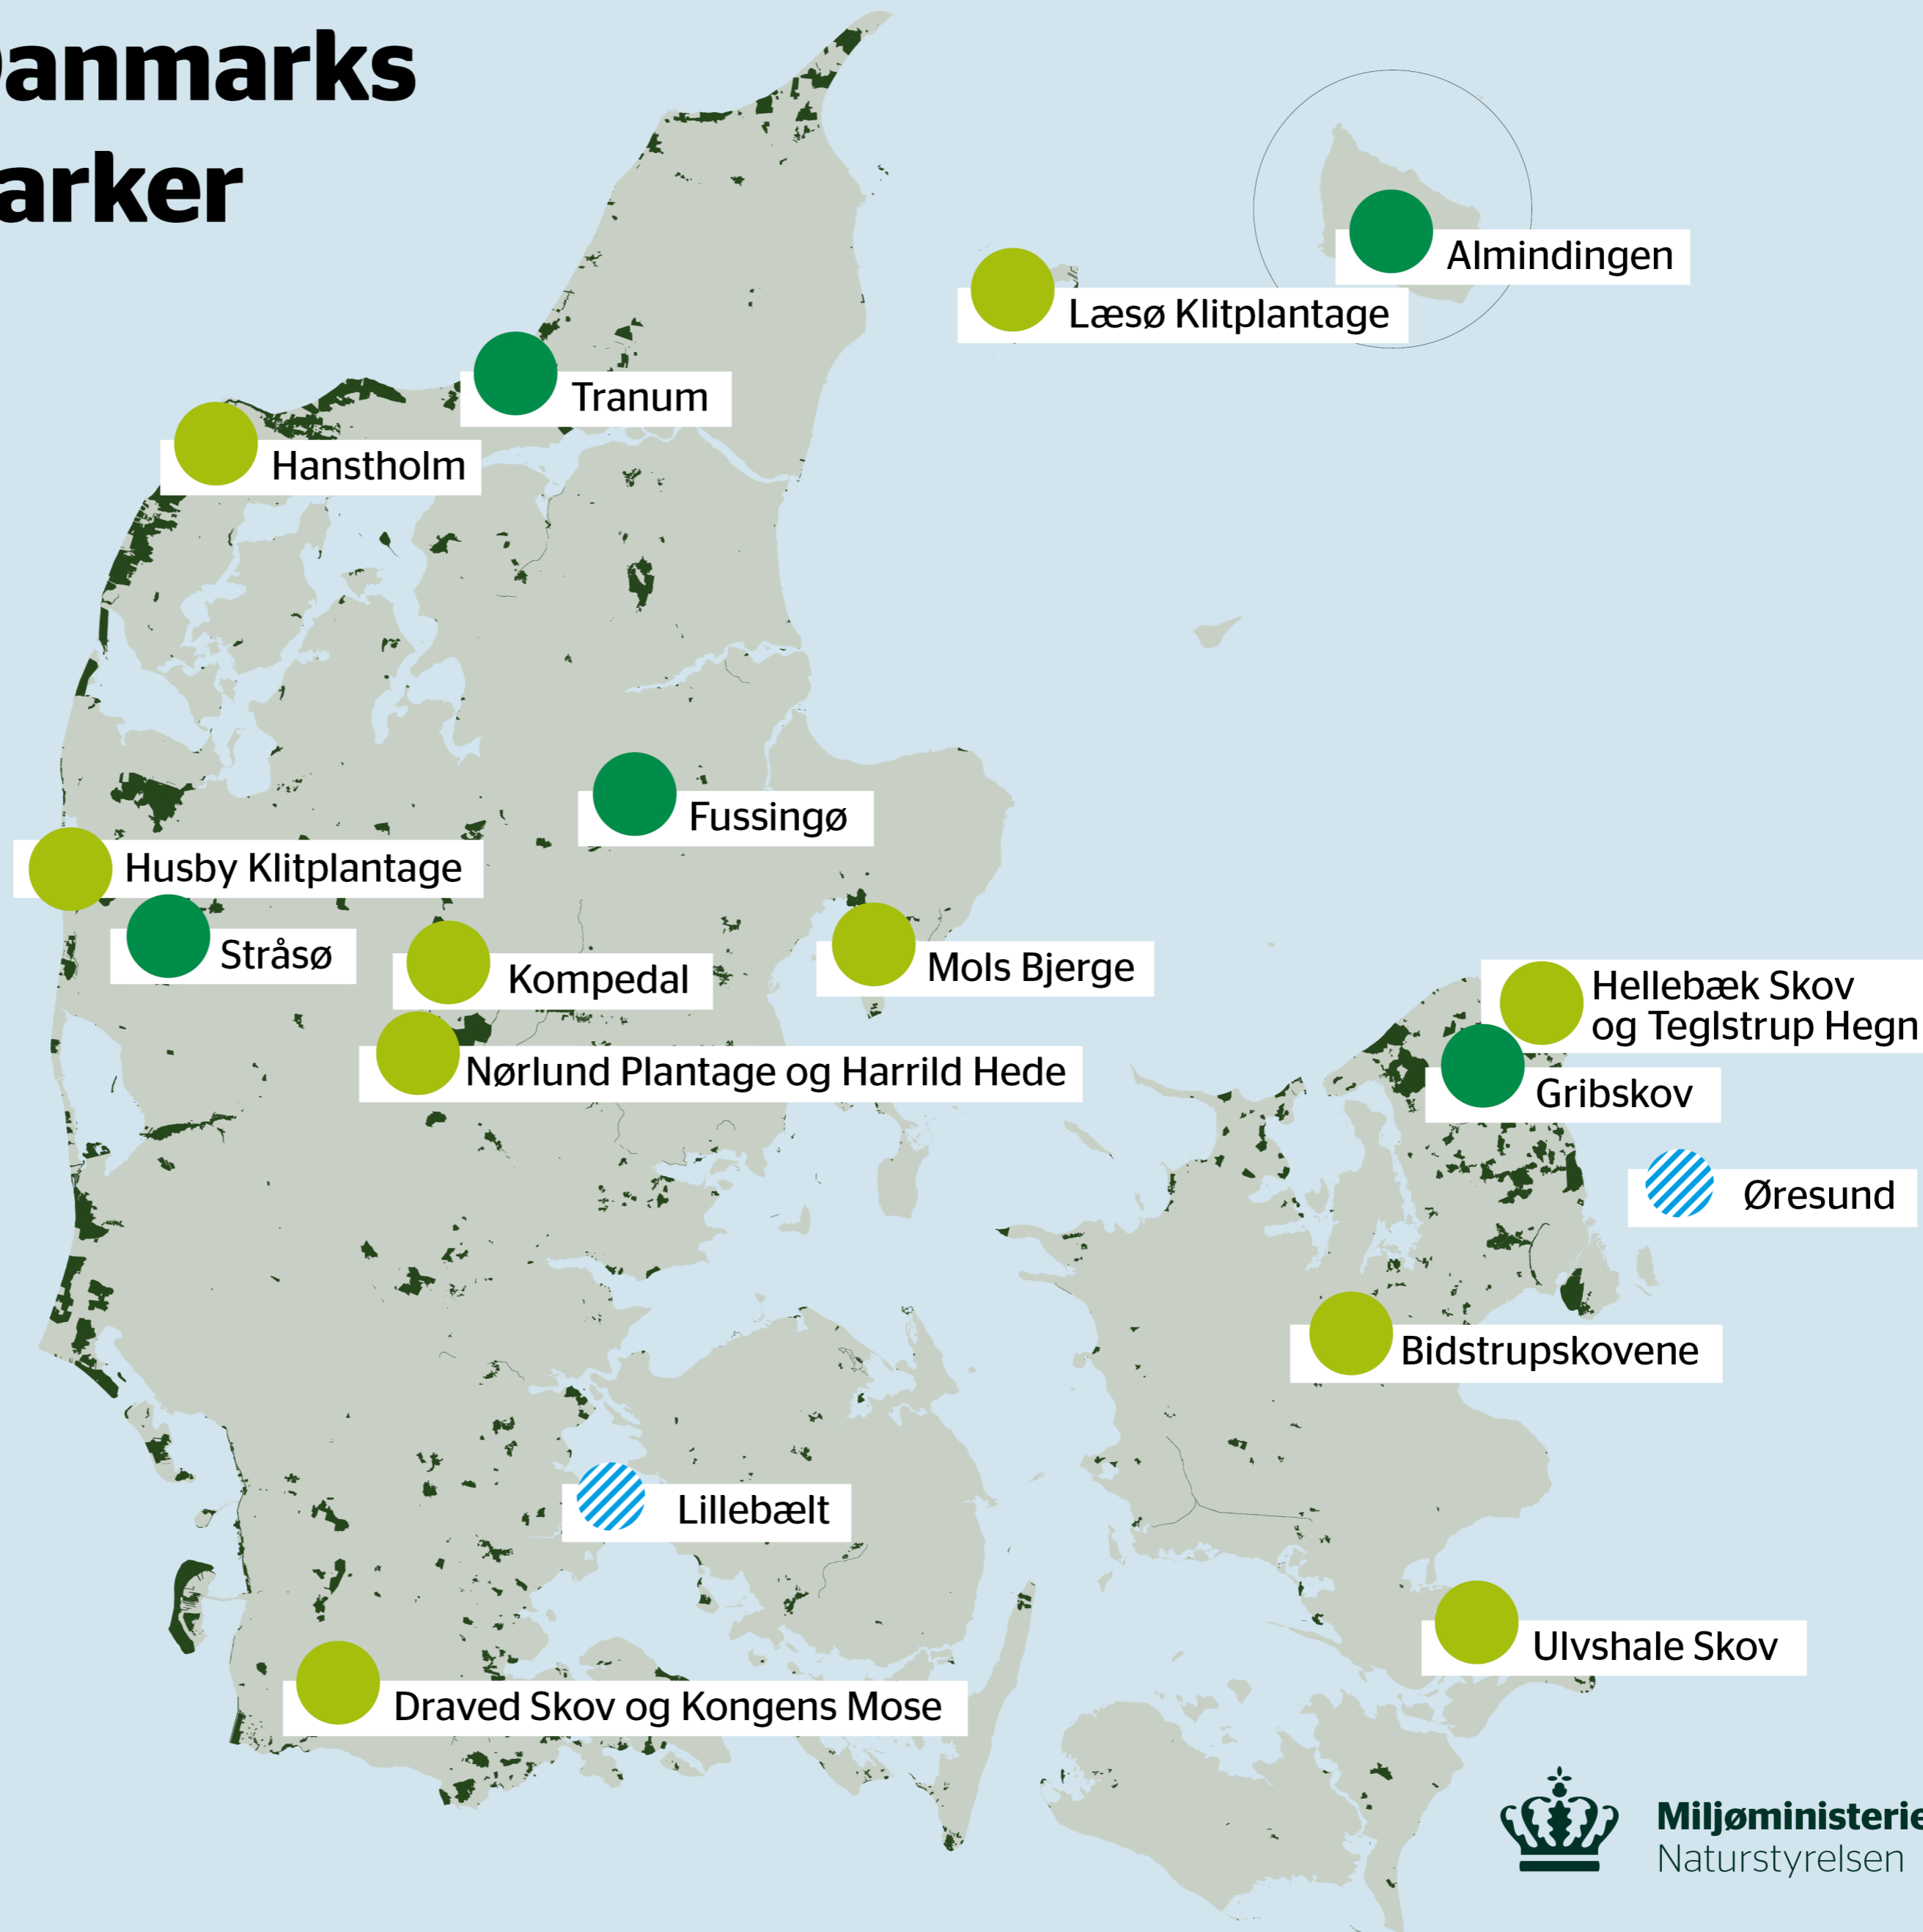 Danmarks
arker
Almindingen
Læsø Klitplantage
Tranum
Hanstholm
Fussingø
Husby Klitplantage
Stråsø
Kompedal
Mols Bjerge
Hellebæk Skov
og Teglstrup Hegn
Nørlund Plantage og Harrild Hede
Gribskov
Øresund
Bidstrupskovene
Lillebælt
Ulvshale Skov
Draved Skov og Kongens Mose
Miljøministerie
Naturstyrelsen